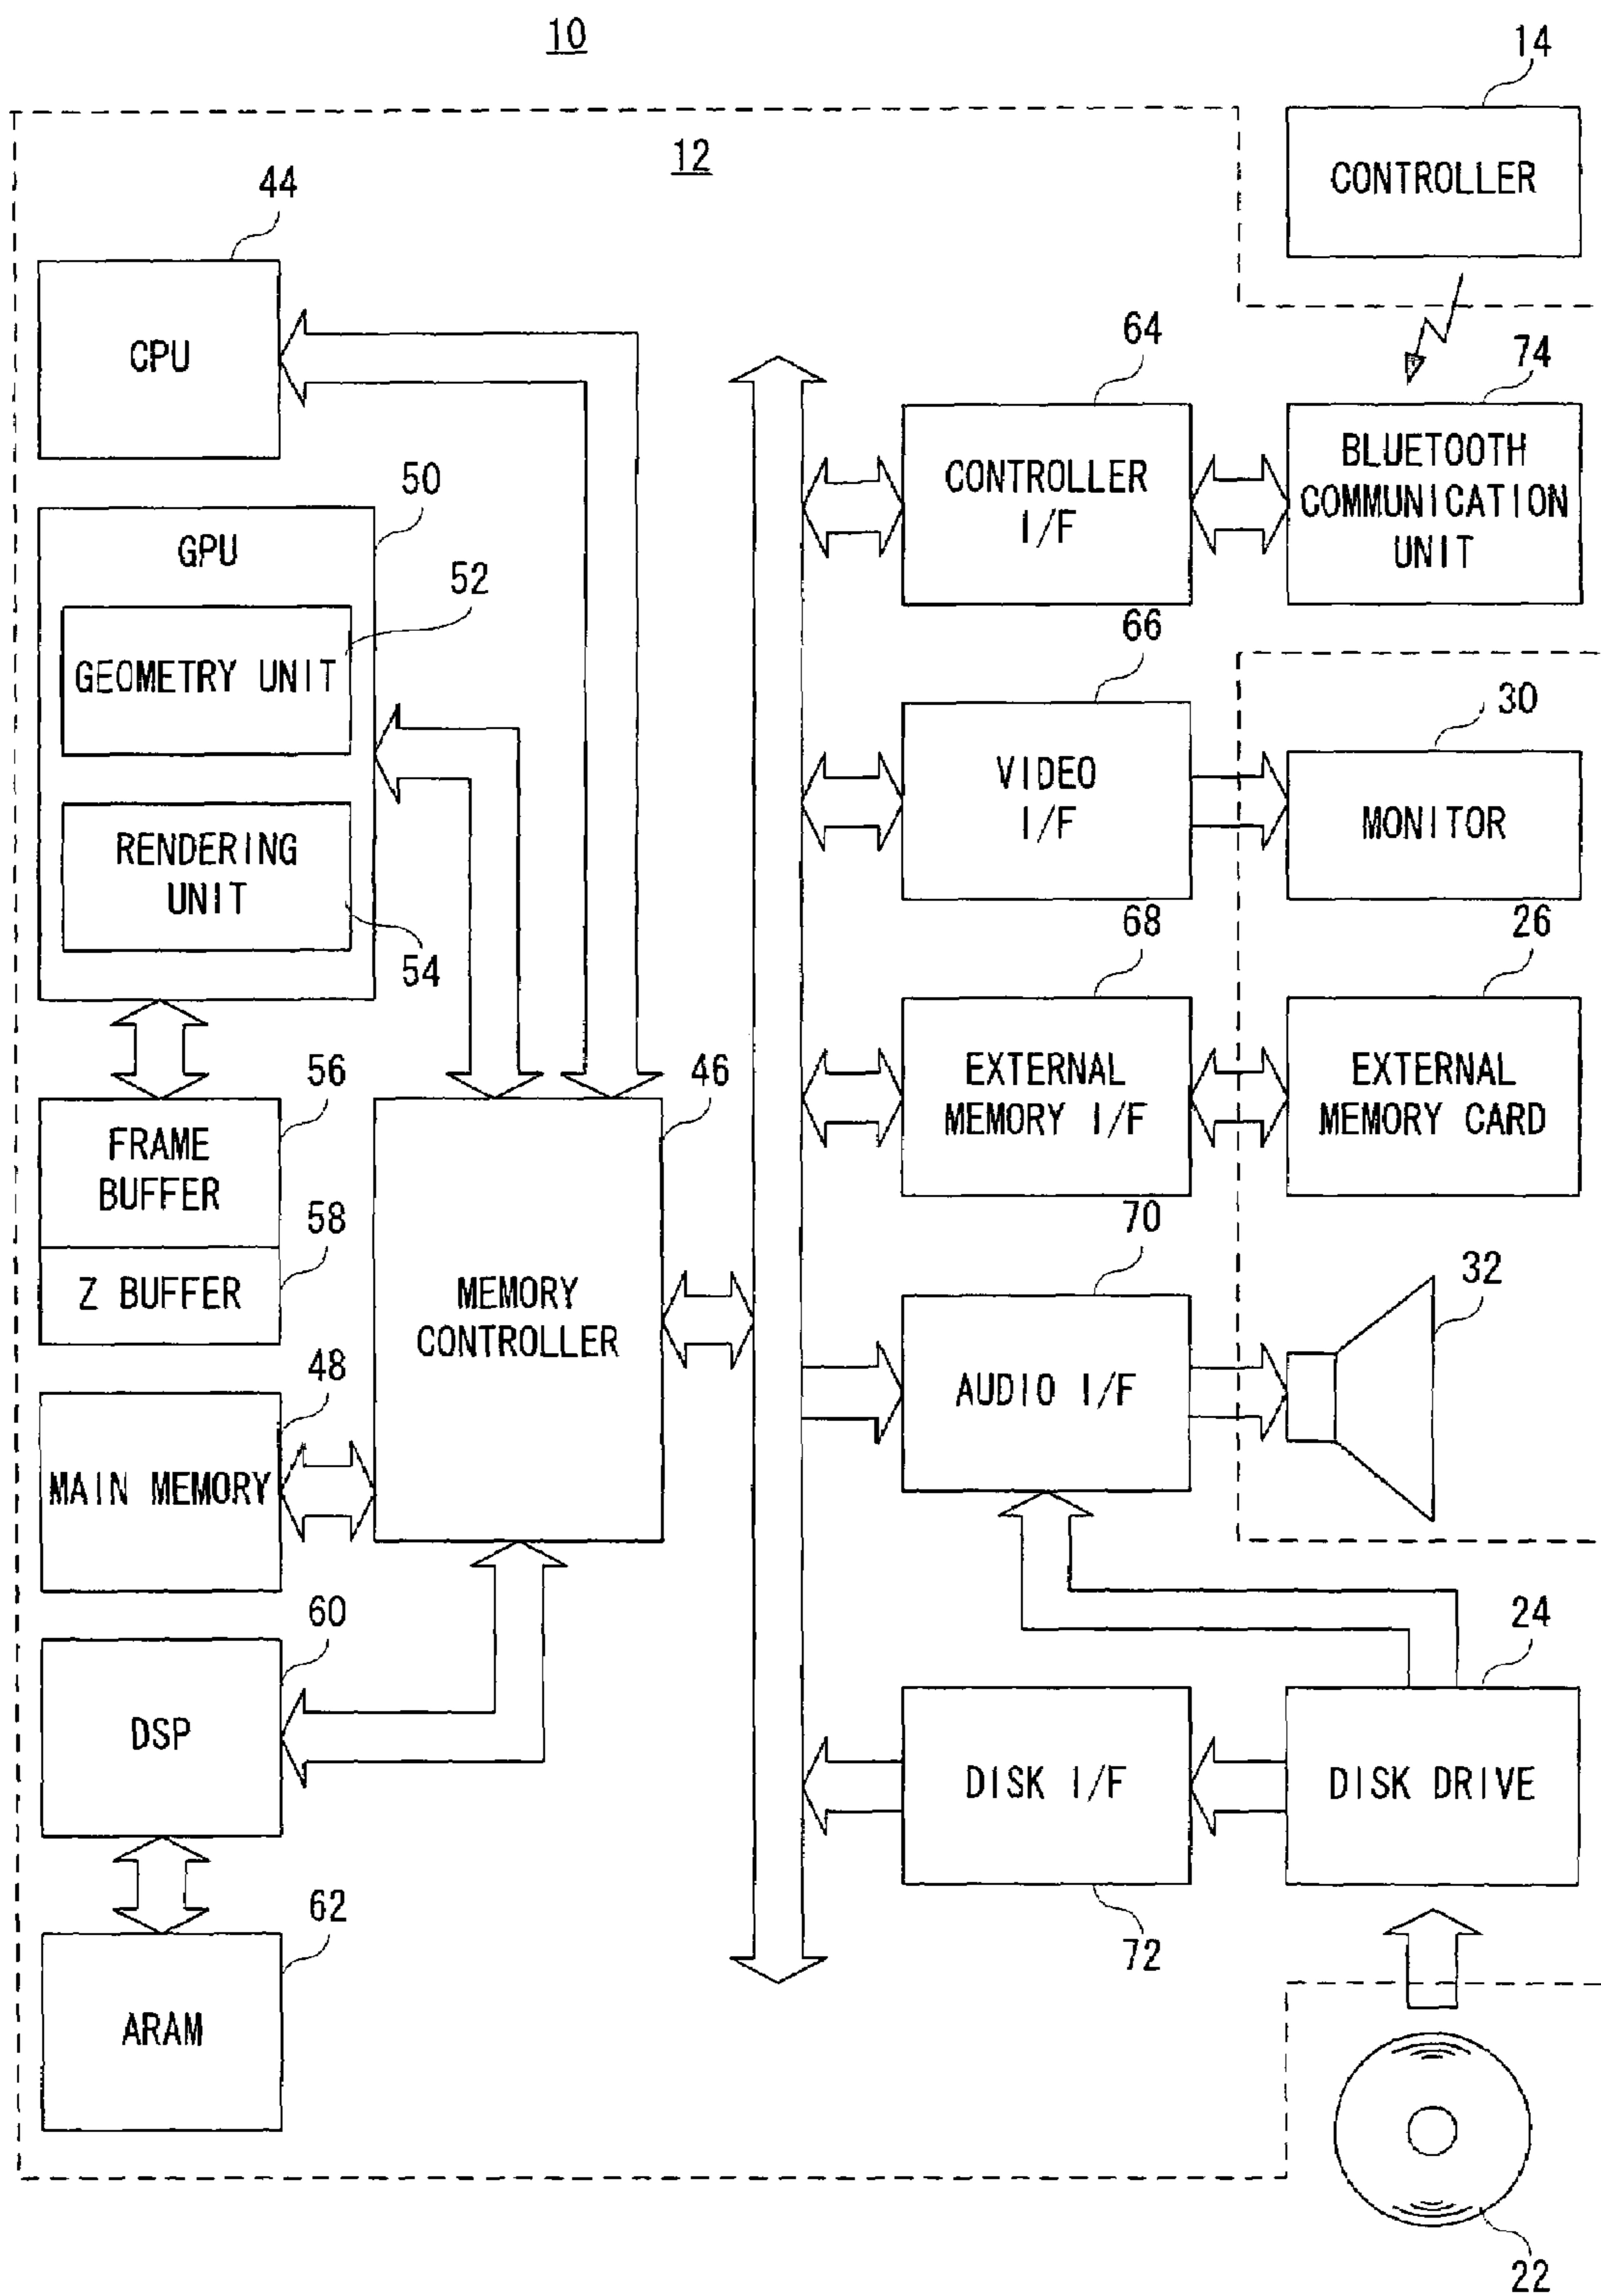 10
14
CONTROLLER
12
44
CPU
64
74
CONTROLLER
I/F
BLUETOOTH
COMMUNICATION
UNIT
50
GPU
52
GEOMETRY UNIT
RENDERING
UNIT
54
66
VIDEO
I/F
30
MONITOR
68
EXTERNAL
MEMORY I/F
26
EXTERNAL
MEMORY CARD
56
FRAME
BUFFER
58
Z BUFFER
46
MEMORY
CONTROLLER
70
AUDIO I/F
32
48
MAIN MEMORY
60
DSP
24
DISK I/F
DISK DRIVE
72
62
ARAM
22